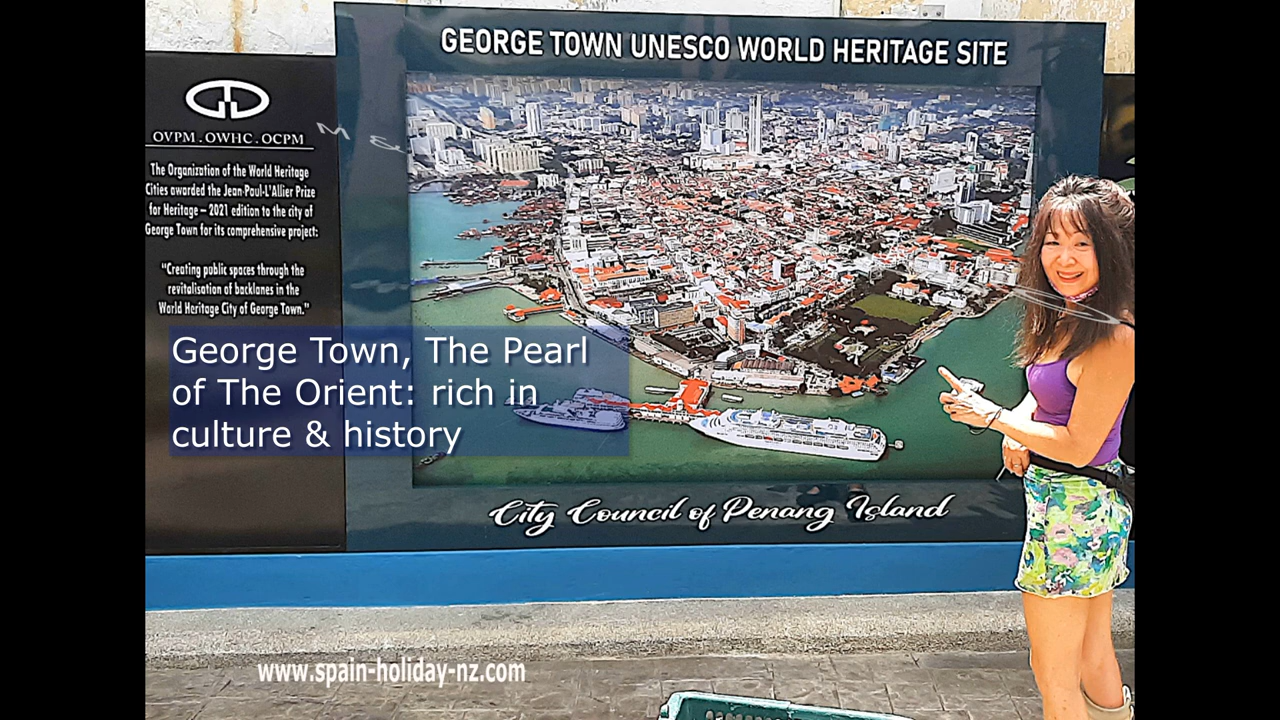 GEORGE TOWN UNESCO WORLD HERITAGE SITE
OVPM.OWHC.OCPM
The Organization of the World Heritage
Cities awarded the Jean-Paul-L'Allier Prize
for Heritage – 2021 edition to the city of
George Town for its comprehensive project:
"Creating public spaces through the
revitalisation of backlanes in the
World Heritage City of George Town."
George Town, The Pearl
of The Orient: rich in
culture & history
City Council of Penang Island
www.spain-holiday-nz.com